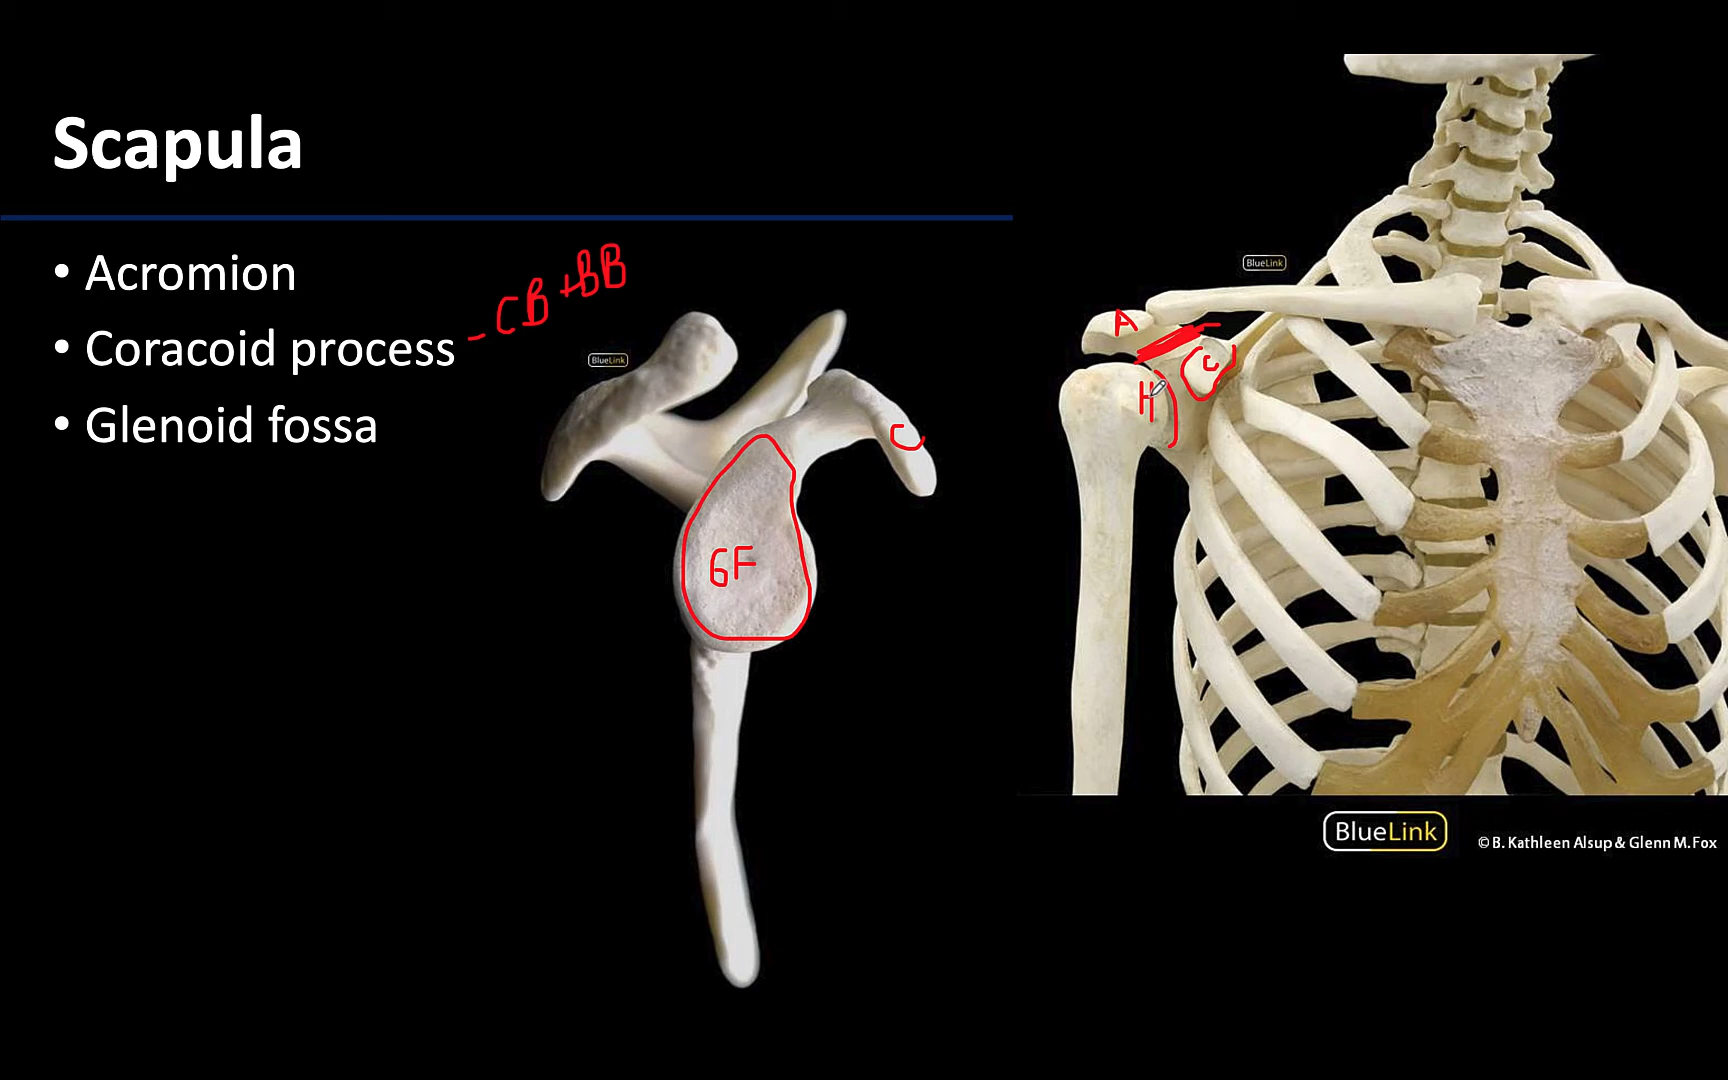 Scapula
• Acromion
• Coracoid process - CB + BB
• Glenoid fossa
BlueLink
C
GF
BlueLink
A
C
H
BlueLink
© B. Kathleen Alsup & Glenn M. Fox